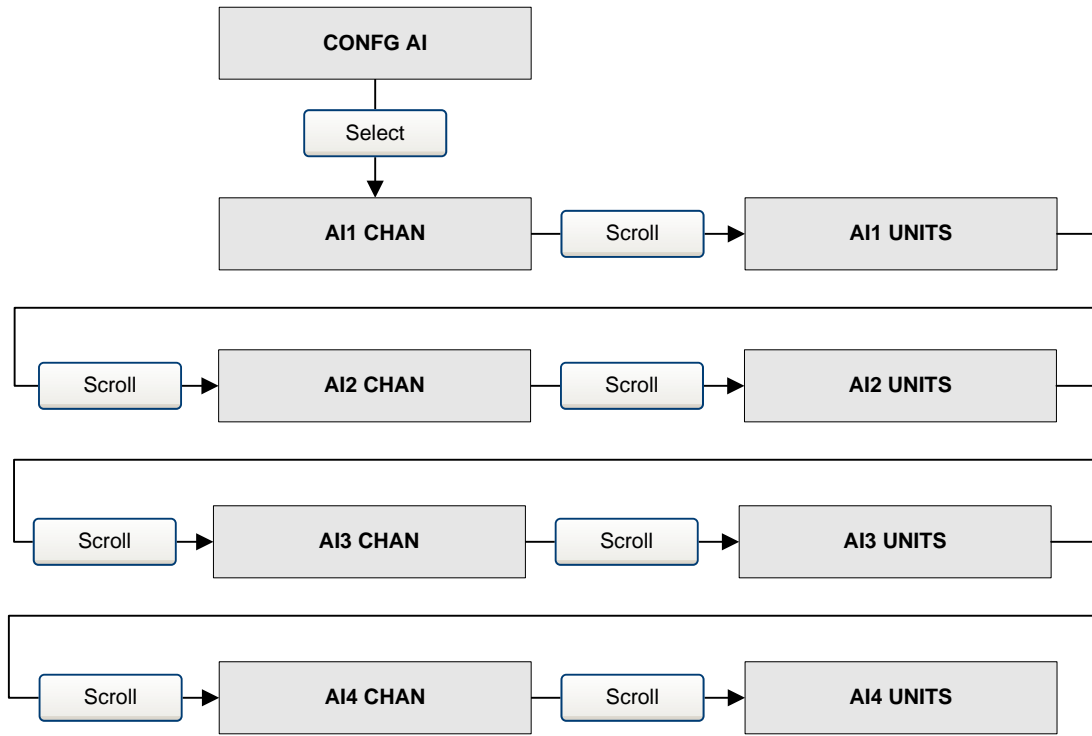 CONFG AI
Select
AI1 CHAN
Scroll
AI1 UNITS
Scroll
AI2 CHAN
Scroll
AI2 UNITS
Scroll
AI3 CHAN
Scroll
AI3 UNITS
Scroll
AI4 CHAN
Scroll
AI4 UNITS